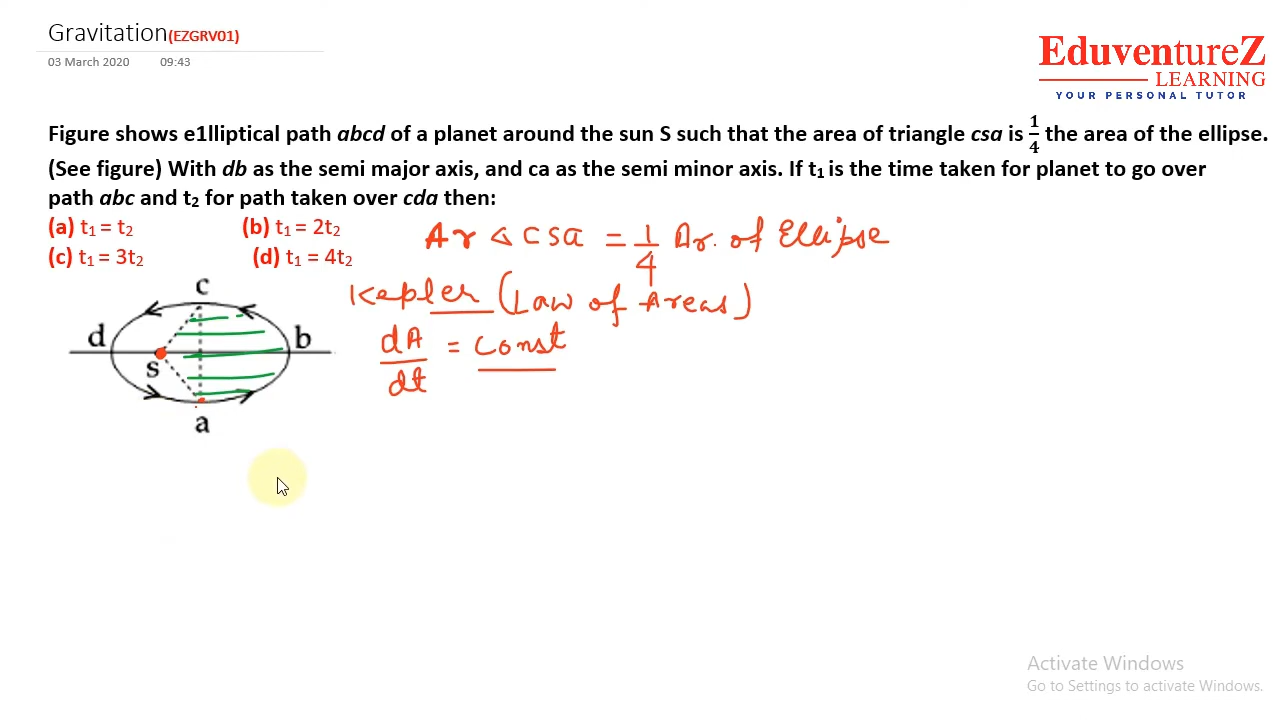 Gravitation(EZGRV01)
03 March 2020 09:43
EduventureZ
LEARNING
YOUR PERSONAL TUTOR
Figure shows e1lliptical path abcd of a planet around the sun S such that the area of triangle csa is 1/4 the area of the ellipse.
(See figure) With db as the semi major axis, and ca as the semi minor axis. If t₁ is the time taken for planet to go over
path abc and t₂ for path taken over cda then:
(a) t₁ = t₂ (b) t₁ = 2t₂
(c) t₁ = 3t₂ (d) t₁ = 4t₂
Ar △ CSa = 1/4 Ar. of Ellipse
Kepler (Law of Areas)
dA/dt = const
c
d
b
s
a
Activate Windows
Go to Settings to activate Windows.